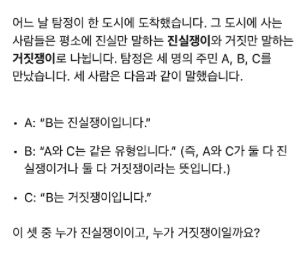 어느 날 탐정이 한 도시에 도착했습니다. 그 도시에 사는
사람들은 평소에 진실만 말하는 진실쟁이와 거짓만 말하는
거짓쟁이로 나뉩니다. 탐정은 세 명의 주민 A, B, C를
만났습니다. 세 사람은 다음과 같이 말했습니다.
• A: “B는 진실쟁이입니다.”
• B: “A와 C는 같은 유형입니다.” (즉, A와 C가 둘 다 진
실쟁이거나 둘 다 거짓쟁이라는 뜻입니다.)
• C: “B는 거짓쟁이입니다.”
이 셋 중 누가 진실쟁이이고, 누가 거짓쟁이일까요?